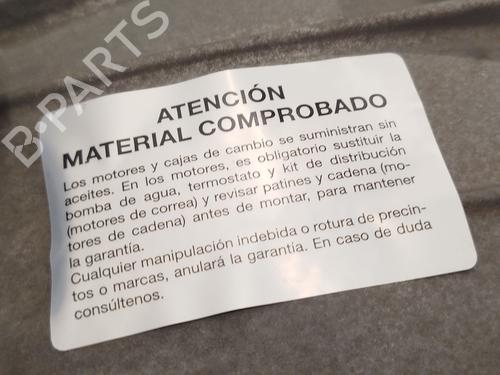 B-PARTS
ATENCIÓN
MATERIAL COMPROBADO
Los motores y cajas de cambio se suministran sin
aceites. En los motores, es obligatorio sustituir la
bomba de agua, termostato y kit de distribución
(motores de correa) y revisar patines y cadena (mo-
tores de cadena) antes de montar, para mantener
la garantía.
Cualquier manipulación indebida o rotura de precin-
tos o marcas, anulará la garantía. En caso de duda
consúltenos.